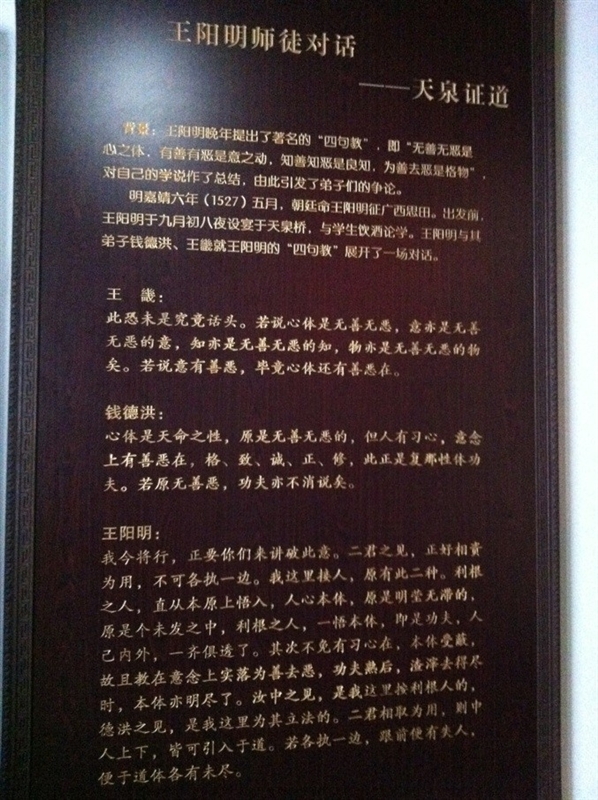 王阳明师徒对话
——天泉证道
背景：王阳明晚年提出了著名的“四句教”，即“无善无恶是
心之体，有善有恶是意之动，知善知恶是良知，为善去恶是格物”，
对自己的学说作了总结，由此引发了弟子们的争论。
明嘉靖六年（1527）五月，朝廷命王阳明征广西思田。出发前，
王阳明于九月初八夜设宴于天泉桥，与学生饮酒论学。王阳明与其
弟子钱德洪、王畿就王阳明的“四句教”展开了一场对话。
王 畿：
此恐未是究竟话头。若说心体是无善无恶，意亦是无善
无恶的意，知亦是无善无恶的知，物亦是无善无恶的物
矣。若说意有善恶，毕竟心体还有善恶在。
钱德洪：
心体是天命之性，原是无善无恶的，但人有习心，意念
上有善恶在，格、致、诚、正、修，此正是复那性体功
夫。若原无善恶，功夫亦不消说矣。
王阳明：
我今将行，正要你们来讲破此意。二君之见，正好相资
为用，不可各执一边。我这里接人，原有此二种。利根
之人，直从本原上悟入，人心本体，原是明莹无滞的，
原是个未发之中，利根之人，一悟本体，即是功夫，人
己内外，一齐俱透了。其次不免有习心在，本体受蔽，
故且教在意念上实落为善去恶，功夫熟后，渣滓去得尽
时，本体亦明尽了。汝中之见，是我这里接利根人的，
德洪之见，是我这里为其立法的。二君相取为用，则中
人上下，皆可引入于道。若各执一边，跟前便有失人，
便于道体各有未尽。